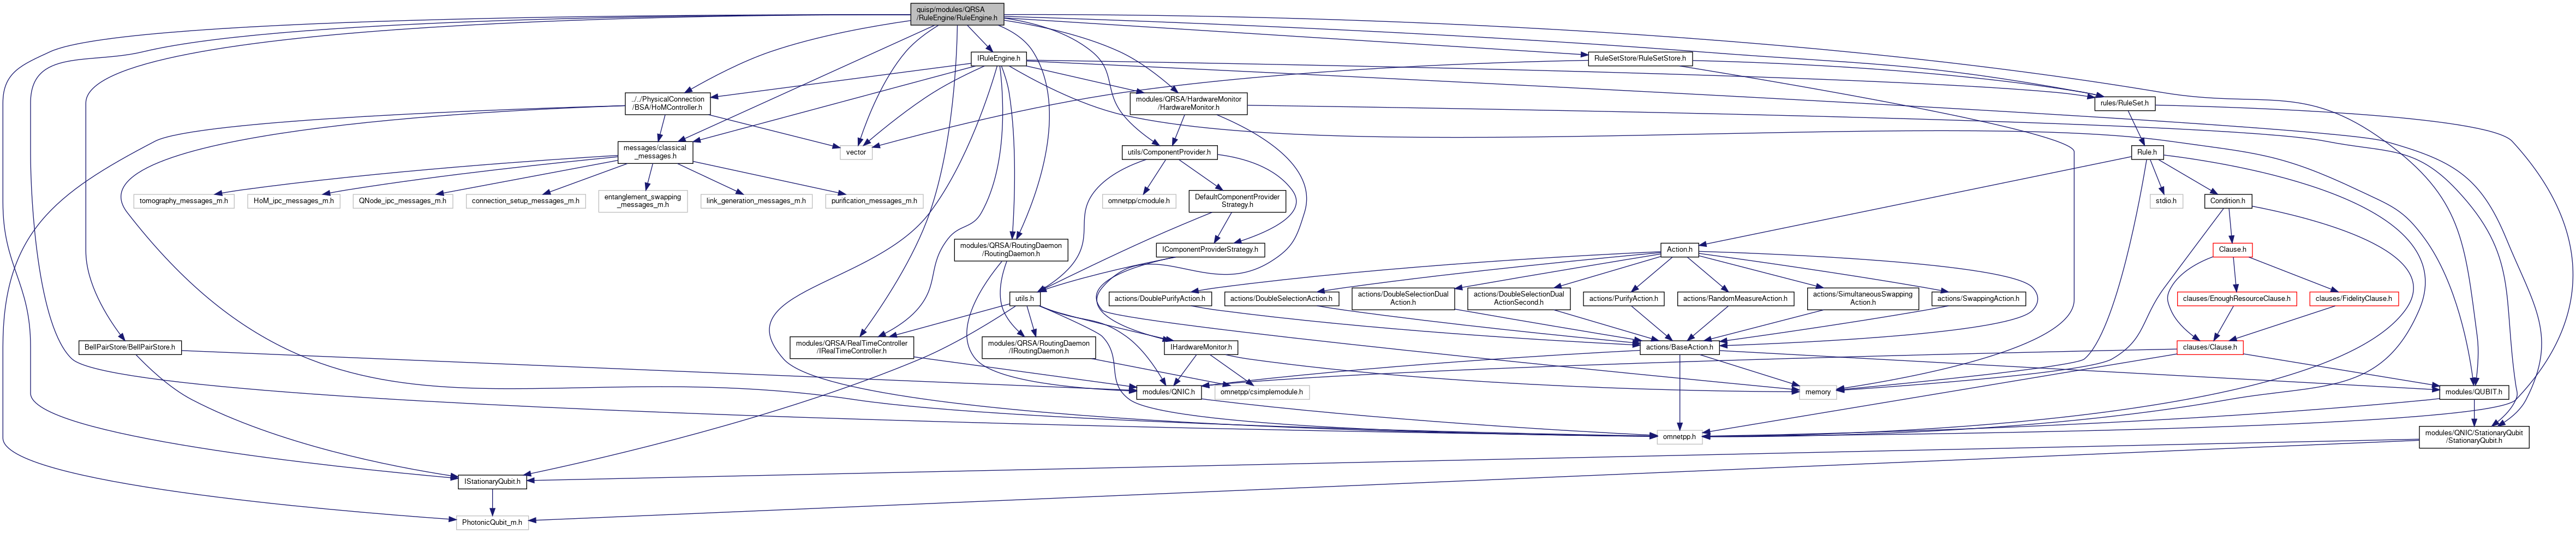 quisp/modules/QRSA
/RuleEngine/RuleEngine.h
IRuleEngine.h
RuleSetStore/RuleSetStore.h
../../PhysicalConnection
/BSA/HoMController.h
modules/QRSA/HardwareMonitor
/HardwareMonitor.h
rules/RuleSet.h
messages/classical
_messages.h
vector
utils/ComponentProvider.h
Rule.h
tomography_messages_m.h
HoM_ipc_messages_m.h
QNode_ipc_messages_m.h
connection_setup_messages_m.h
entanglement_swapping
_messages_m.h
link_generation_messages_m.h
purification_messages_m.h
omnetpp/cmodule.h
DefaultComponentProvider
Strategy.h
stdio.h
Condition.h
modules/QRSA/RoutingDaemon
/RoutingDaemon.h
IComponentProviderStrategy.h
Action.h
Clause.h
utils.h
actions/DoublePurifyAction.h
actions/DoubleSelectionAction.h
actions/DoubleSelectionDual
Action.h
actions/DoubleSelectionDual
ActionSecond.h
actions/PurifyAction.h
actions/RandomMeasureAction.h
actions/SimultaneousSwapping
Action.h
actions/SwappingAction.h
clauses/EnoughResourceClause.h
clauses/FidelityClause.h
BellPairStore/BellPairStore.h
modules/QRSA/RealTimeController
/IRealTimeController.h
modules/QRSA/RoutingDaemon
/IRoutingDaemon.h
IHardwareMonitor.h
actions/BaseAction.h
clauses/Clause.h
modules/QNIC.h
omnetpp/csimplemodule.h
memory
modules/QUBIT.h
omnetpp.h
modules/QNIC/StationaryQubit
/StationaryQubit.h
IStationaryQubit.h
PhotonicQubit_m.h